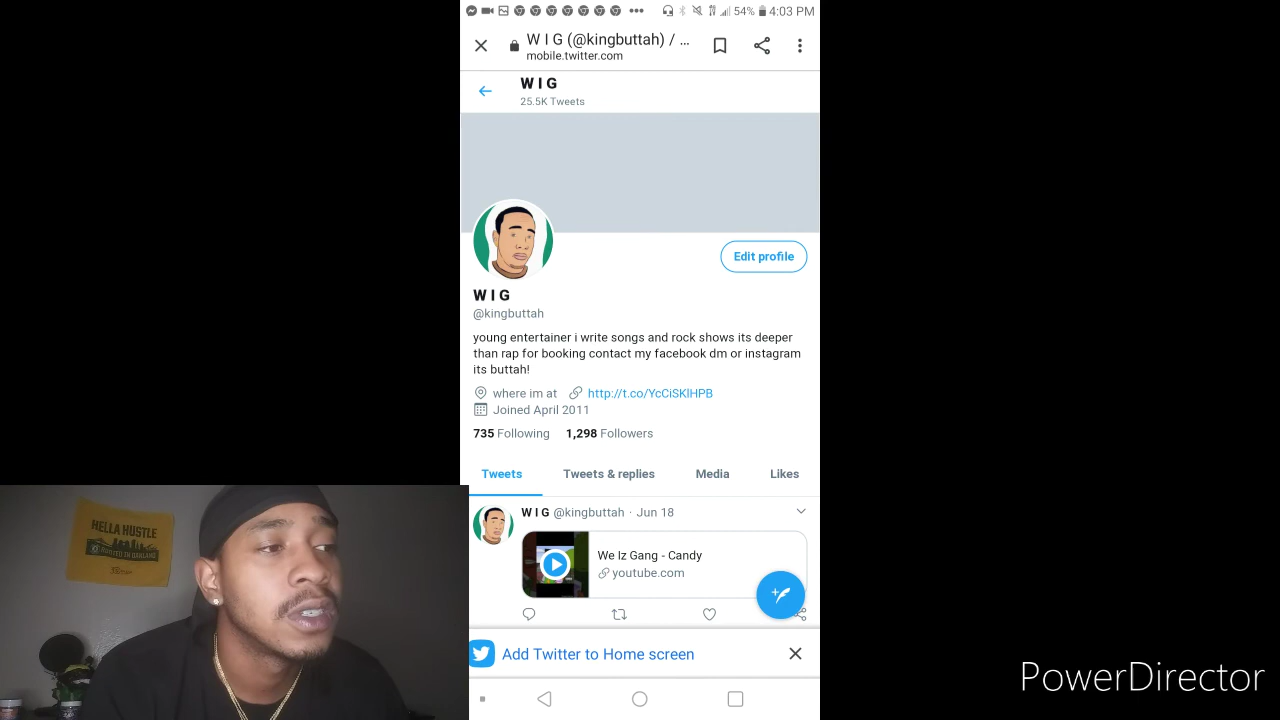 54% 4:03 PM
W I G (@kingbuttah) / ...
mobile.twitter.com
W I G
25.5K Tweets
Edit profile
W I G
@kingbuttah
young entertainer i write songs and rock shows its deeper
than rap for booking contact my facebook dm or instagram
its buttah!
where im at http://t.co/YcCiSKlHPB
Joined April 2011
735 Following 1,298 Followers
Tweets Tweets & replies Media Likes
W I G @kingbuttah · Jun 18
We Iz Gang - Candy
youtube.com
Add Twitter to Home screen
HELLA HUSTLE
ROOTED IN OAKLAND
PowerDirector